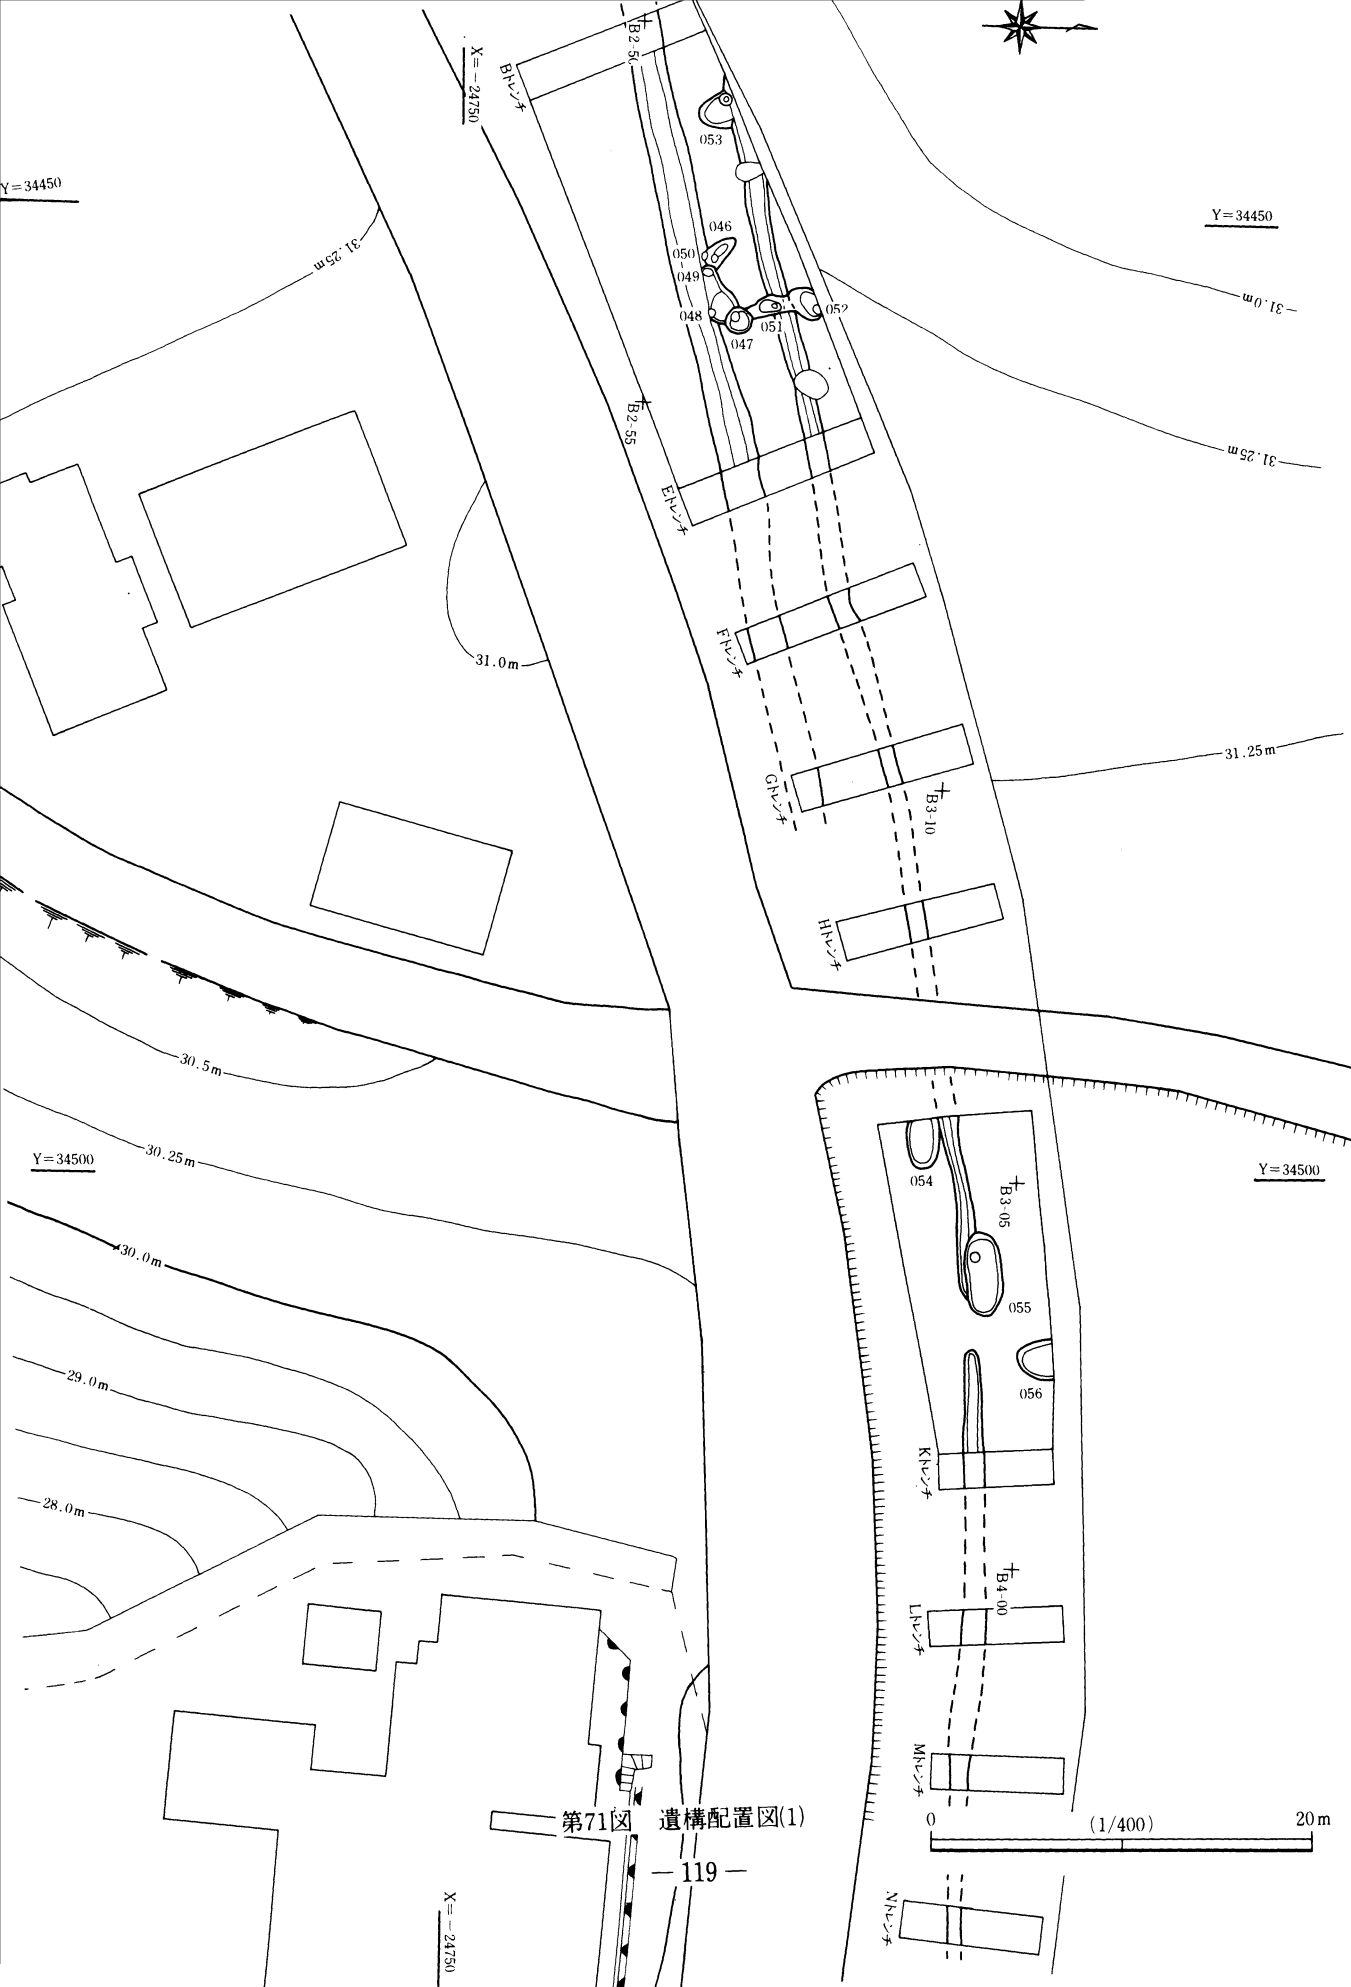 B2-50
X=-24750
Bトレンチ
053
Y=34450
Y=34450
046
31.25m
050
049
31.0m
048
051
052
047
B2-55
31.25m
Eトレンチ
Fトレンチ
31.0m
31.25m
Gトレンチ
B3-10
Hトレンチ
30.5m
30.25m
Y=34500
Y=34500
054
B3-05
30.0m
055
29.0m
056
Kトレンチ
28.0m
B4-00
Lトレンチ
Mトレンチ
0 (1/400) 20m
第71図 遺構配置図(1)
— 119 —
Nトレンチ
X=-24750